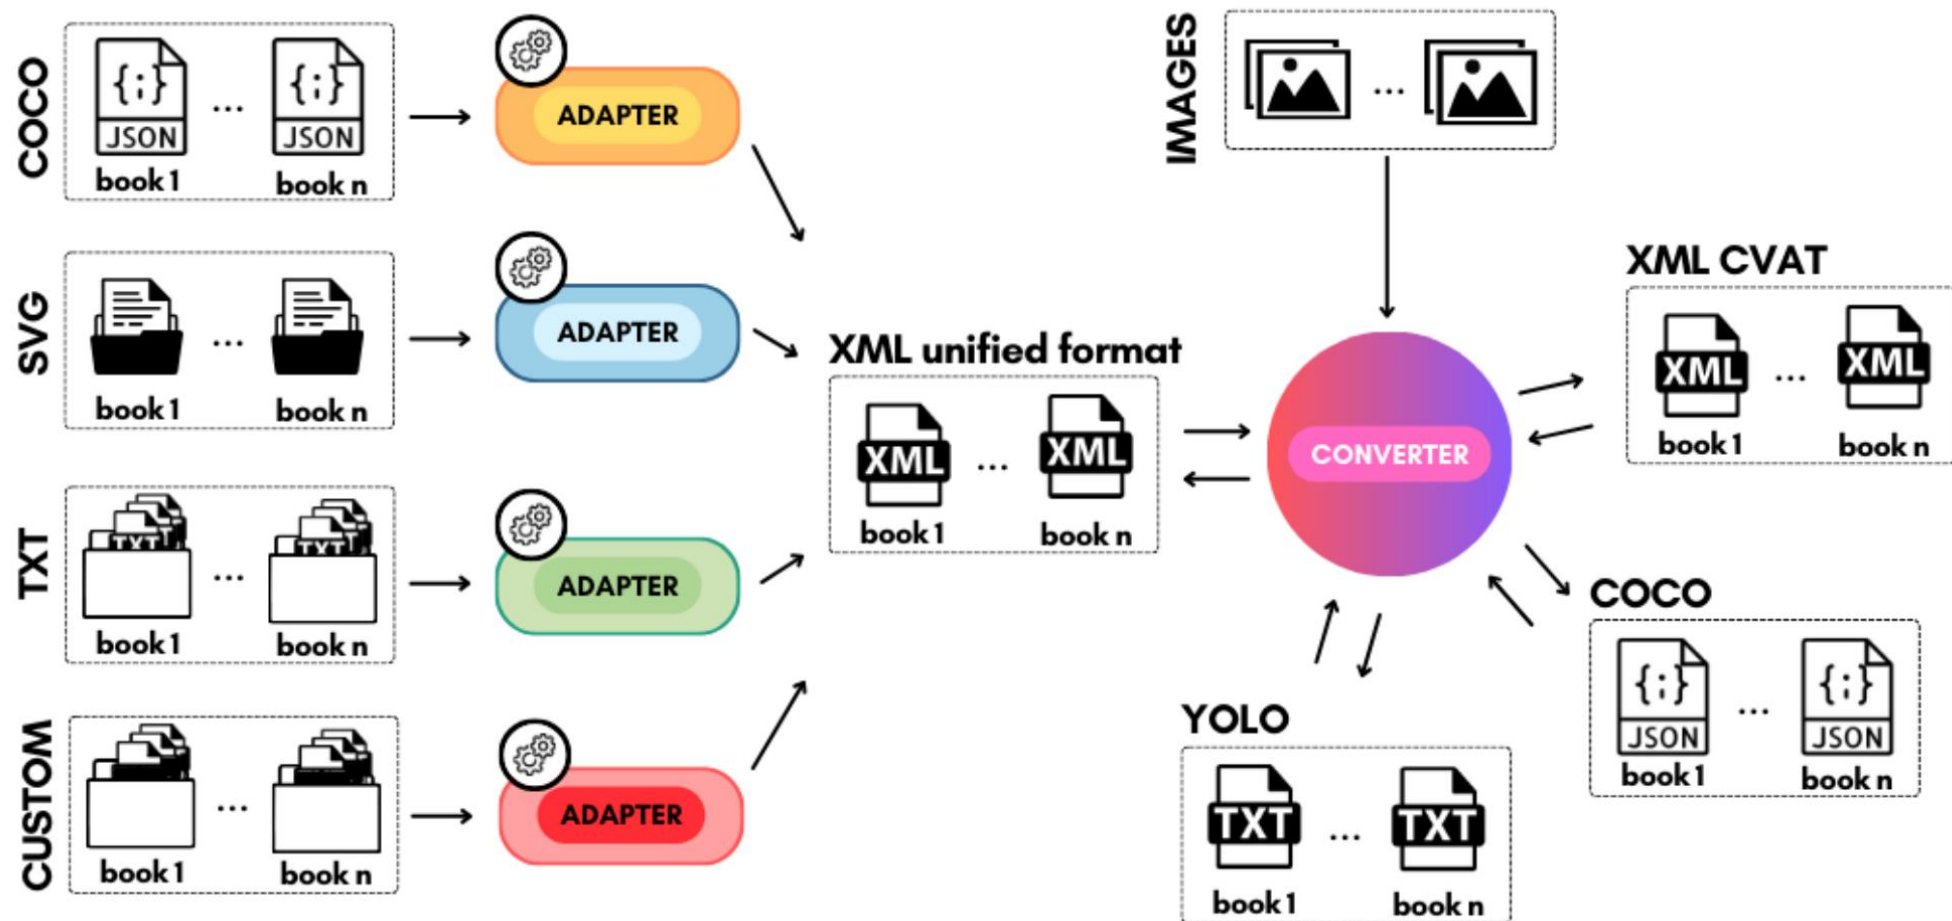 COCO
{;}
JSON
...
{;}
JSON
book 1
book n
ADAPTER
SVG
...
book 1
book n
ADAPTER
TXT
TXT
...
TXT
book 1
book n
ADAPTER
CUSTOM
...
book 1
book n
ADAPTER
XML unified format
XML
...
XML
book 1
book n
IMAGES
...
CONVERTER
XML CVAT
XML
...
XML
book 1
book n
COCO
{;}
JSON
...
{;}
JSON
book 1
book n
YOLO
TXT
...
TXT
book 1
book n